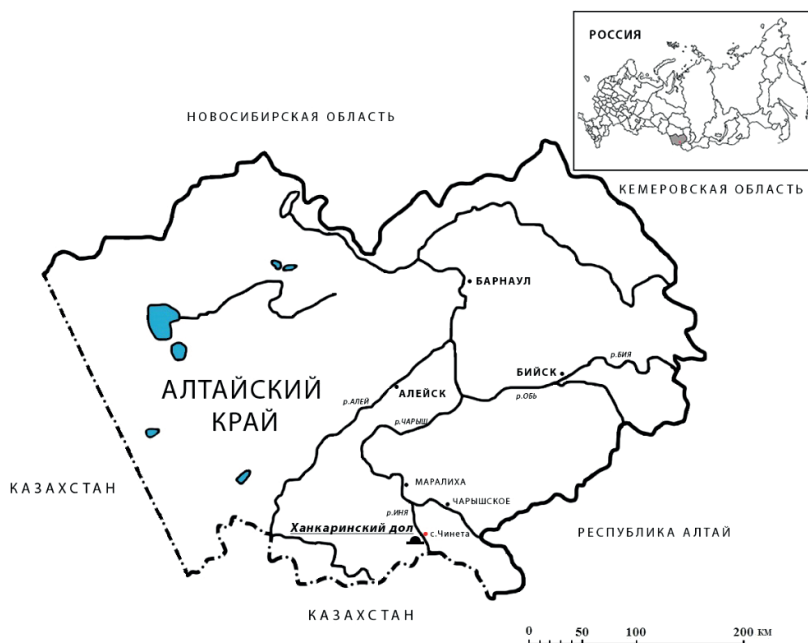 РОССИЯ
НОВОСИБИРСКАЯ ОБЛАСТЬ
КЕМЕРОВСКАЯ ОБЛАСТЬ
БАРНАУЛ
р.БИЯ
БИЙСК
АЛТАЙСКИЙ
КРАЙ
р.АЛЕЙ
АЛЕЙСК
р.ОБЬ
р.ЧАРЫШ
КАЗАХСТАН
МАРАЛИХА
ЧАРЫШСКОЕ
р.ИНЯ
Ханкаринский дол
с.Чинета
РЕСПУБЛИКА АЛТАЙ
КАЗАХСТАН
0 50 100 200 км